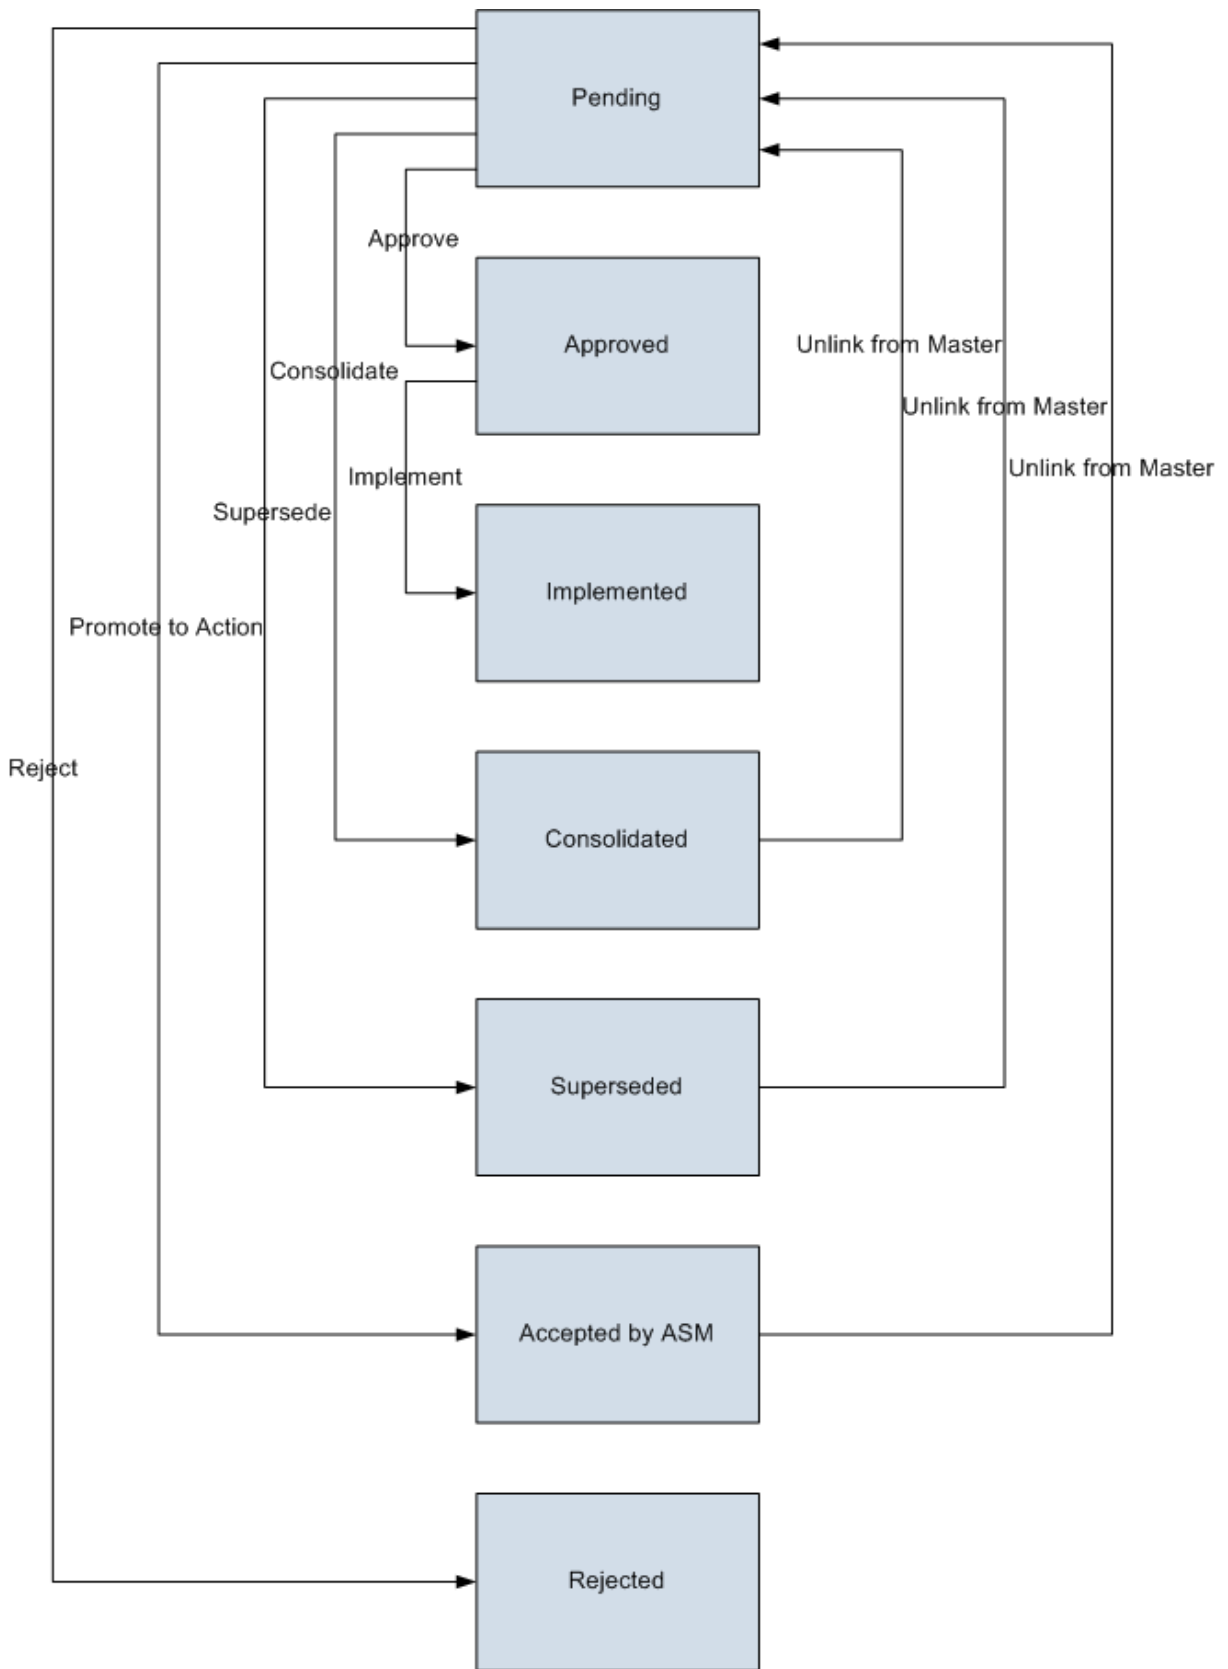 Pending
Approve
Approved
Unlink from Master
Consolidate
Unlink from Master
Unlink from Master
Implement
Supersede
Implemented
Promote to Action
Reject
Consolidated
Superseded
Accepted by ASM
Rejected